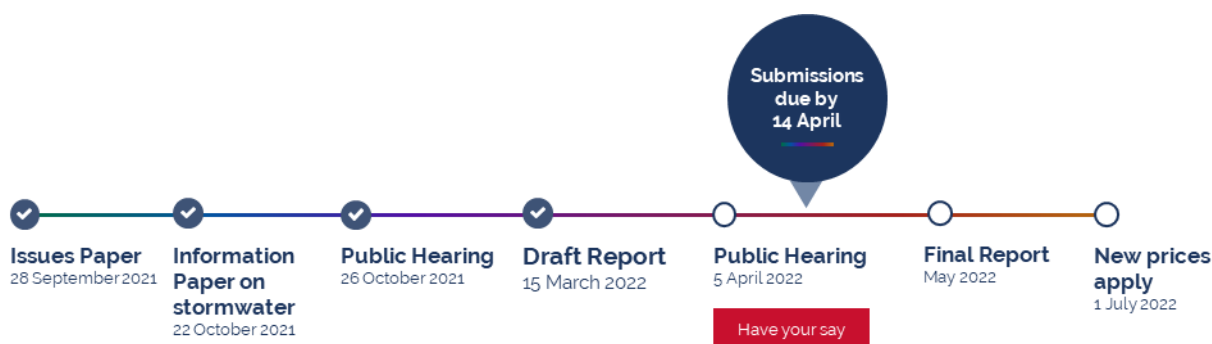 Submissions
due by
14 April
Issues Paper
28 September 2021
Information
Paper on
stormwater
22 October 2021
Public Hearing
26 October 2021
Draft Report
15 March 2022
Public Hearing
5 April 2022
Have your say
Final Report
May 2022
New prices
apply
1 July 2022